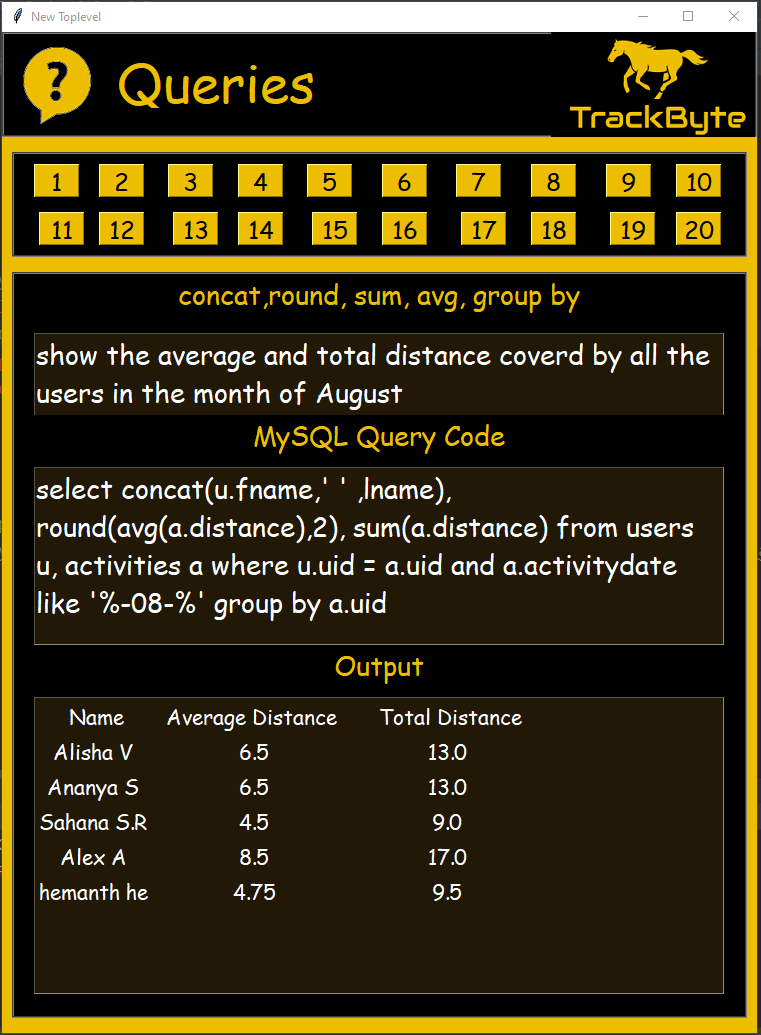 New Toplevel
?
Queries
TrackByte
1 2 3 4 5 6 7 8 9 10
11 12 13 14 15 16 17 18 19 20
concat,round, sum, avg, group by
show the average and total distance coverd by all the
users in the month of August
MySQL Query Code
select concat(u.fname,' ' ,lname),
round(avg(a.distance),2), sum(a.distance) from users
u, activities a where u.uid = a.uid and a.activitydate
like '%-08-%' group by a.uid
Output
Name Average Distance Total Distance
Alisha V 6.5 13.0
Ananya S 6.5 13.0
Sahana S.R 4.5 9.0
Alex A 8.5 17.0
hemanth he 4.75 9.5